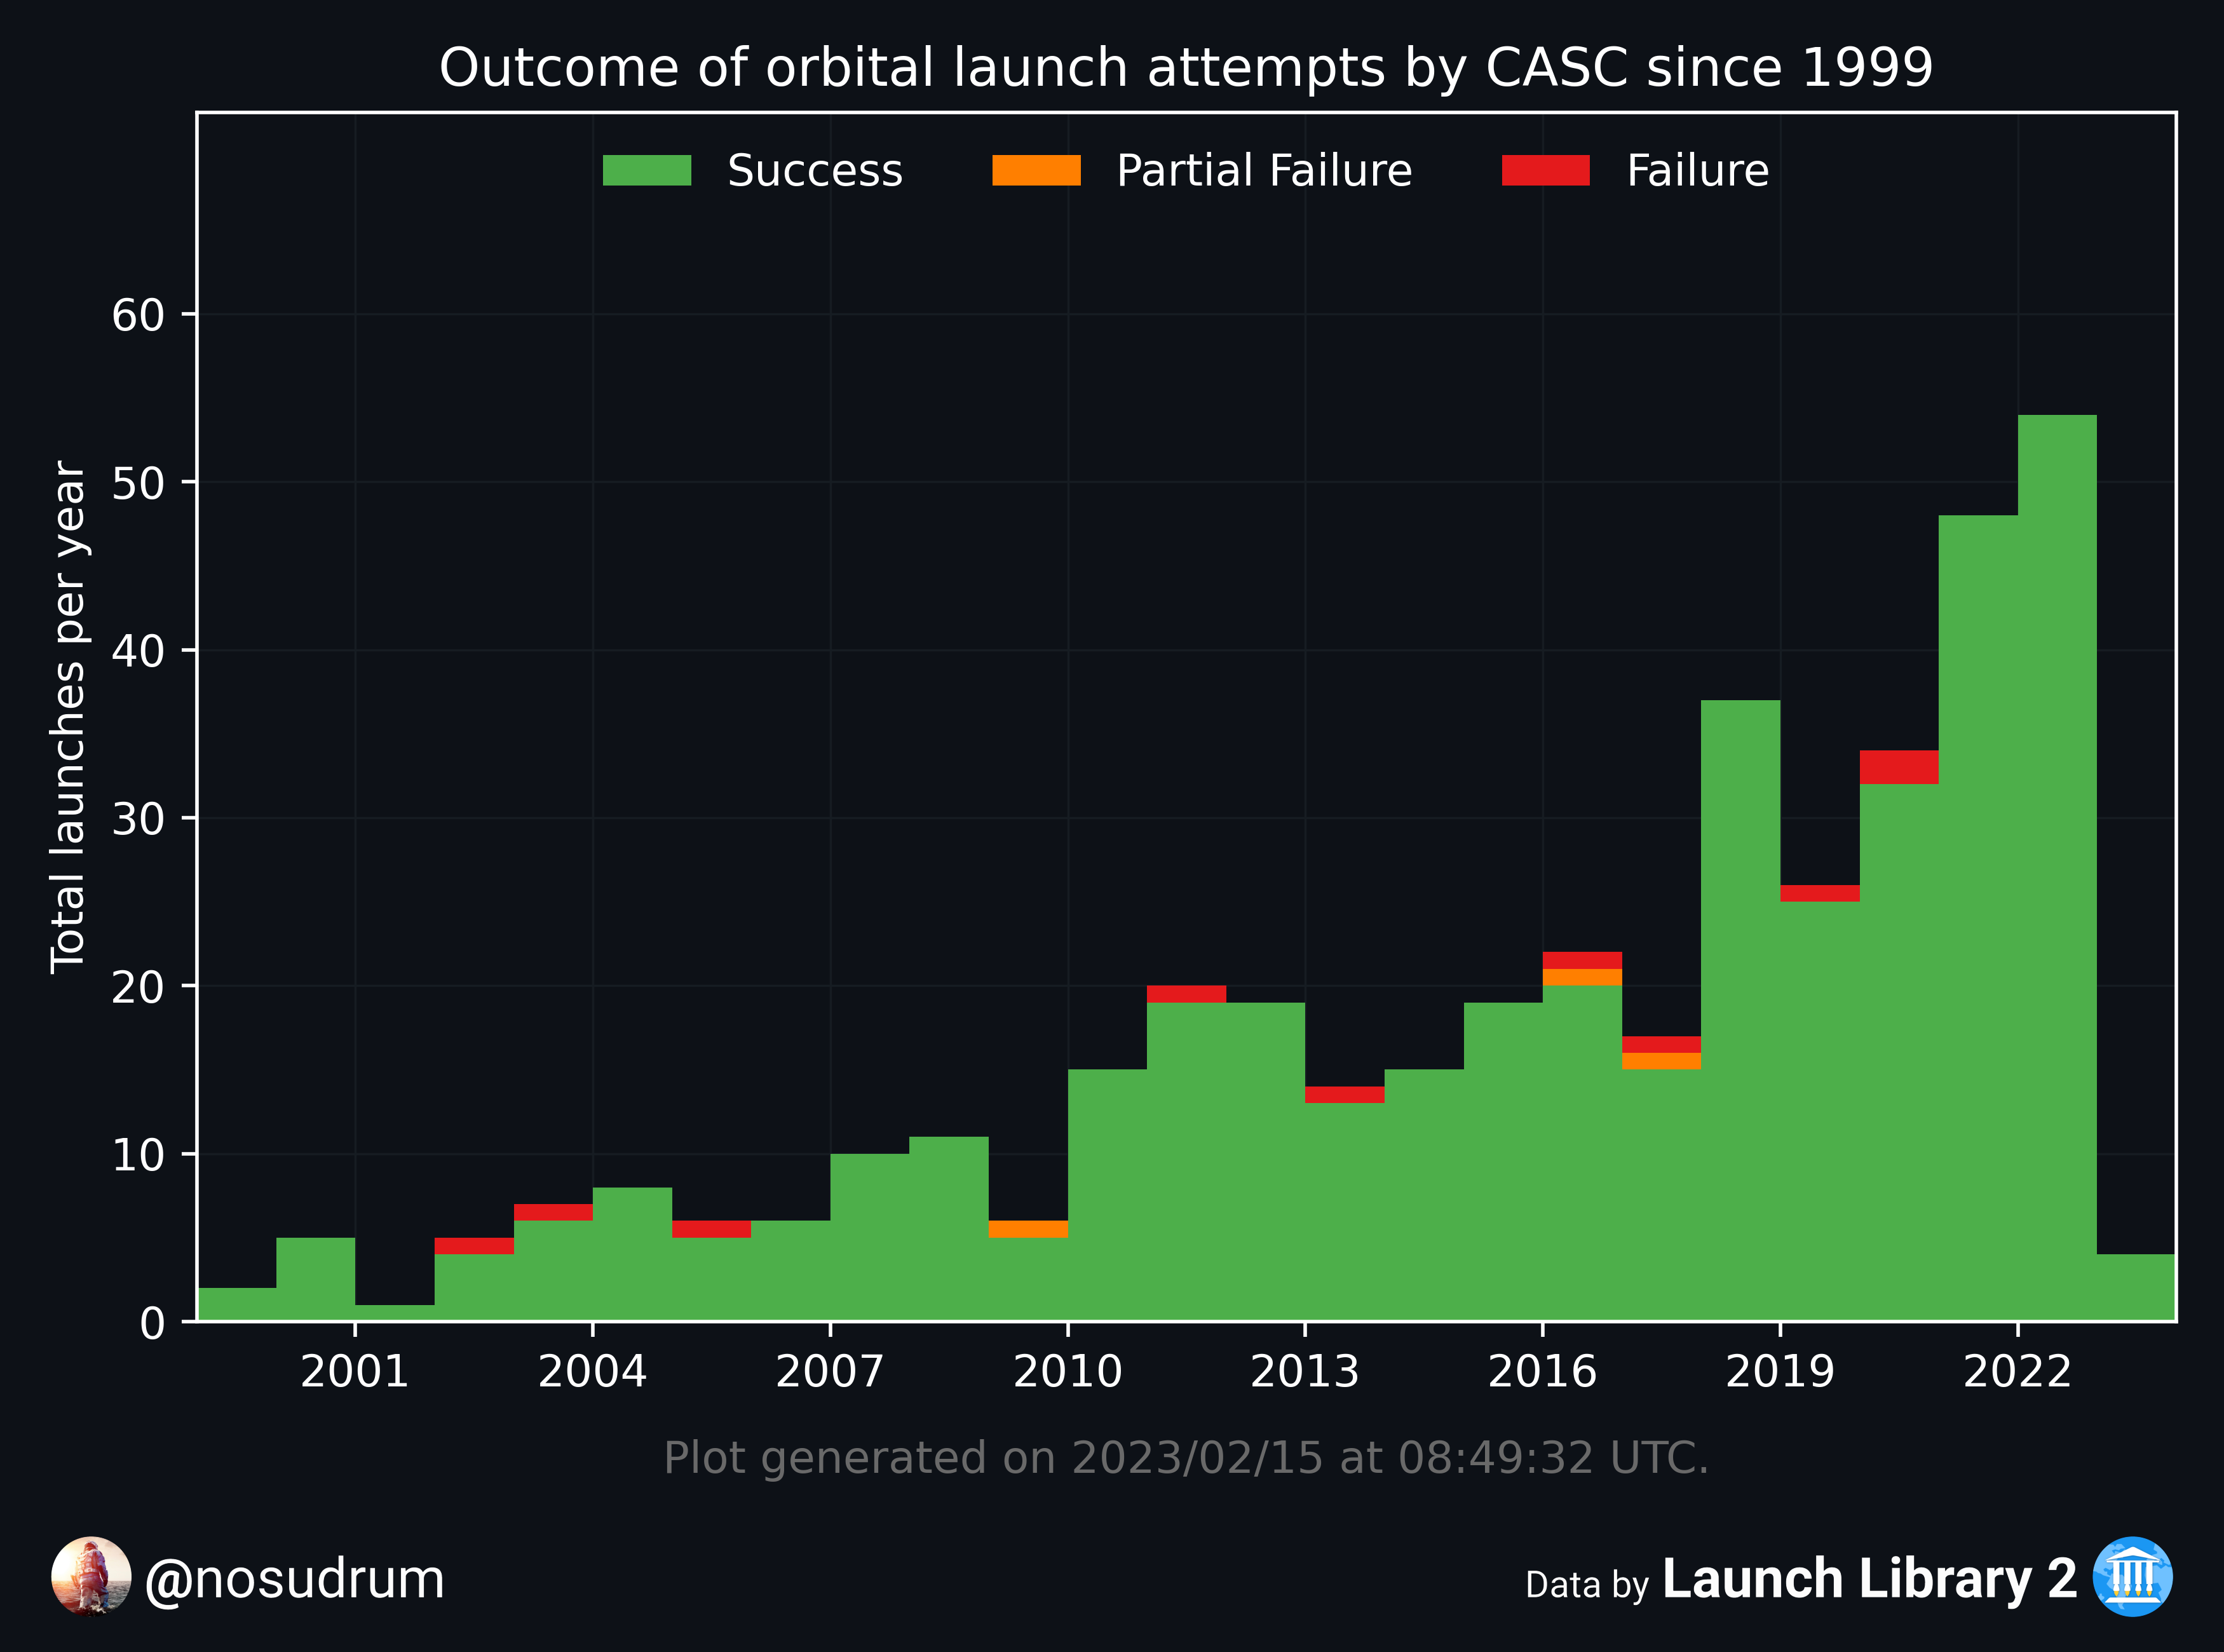 Outcome of orbital launch attempts by CASC since 1999
Success Partial Failure Failure
Total launches per year
60
50
40
30
20
10
0
2001 2004 2007 2010 2013 2016 2019 2022
Plot generated on 2023/02/15 at 08:49:32 UTC.
@nosudrum
Data by Launch Library 2